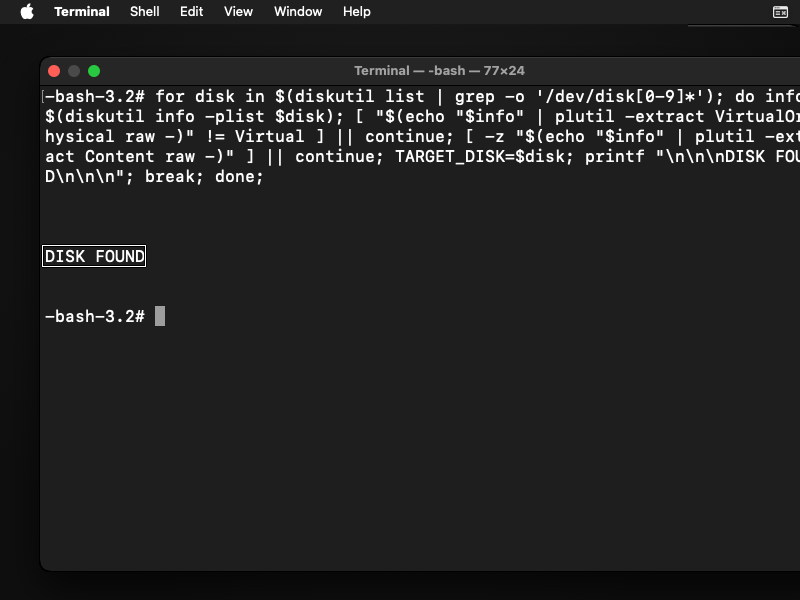 Terminal Shell Edit View Window Help
Terminal — -bash — 77×24
[-bash-3.2# for disk in $(diskutil list | grep -o '/dev/disk[0-9]*'); do info
$(diskutil info -plist $disk); [ "$(echo "$info" | plutil -extract VirtualOr
hysical raw -)" != Virtual ] || continue; [ -z "$(echo "$info" | plutil -ext
act Content raw -)" ] || continue; TARGET_DISK=$disk; printf "\n\n\nDISK FOU
D\n\n\n"; break; done;
DISK FOUND
-bash-3.2#